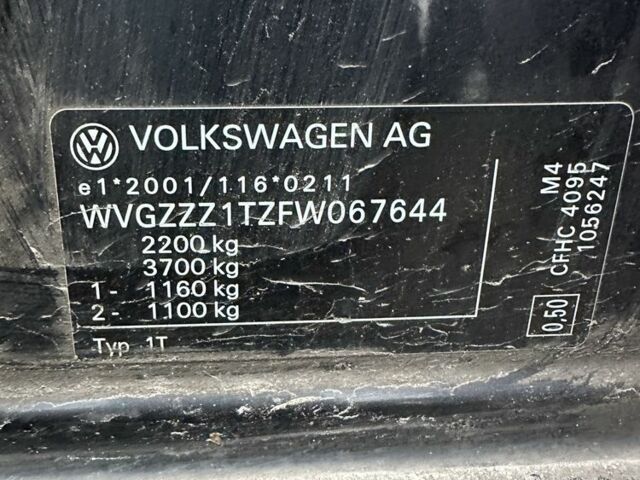 VOLKSWAGEN AG
e1*2001/116*0211
WVGZZZ1TZFW067644
2200 kg
3700 kg
1- 1160 kg
2- 1100 kg
Typ 1T
M4
CFHC 4095
1056247
0,50